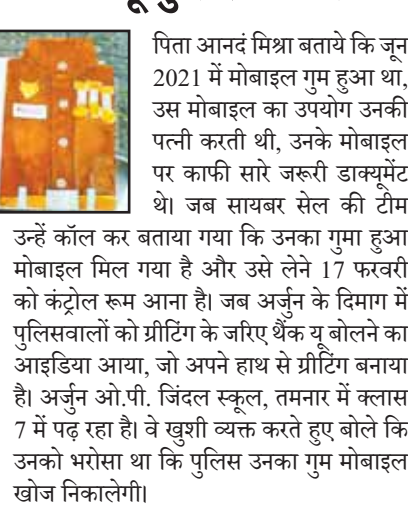 पिता आनदं मिश्रा बताये कि जून
2021 में मोबाइल गुम हुआ था,
उस मोबाइल का उपयोग उनकी
पत्नी करती थी, उनके मोबाइल
पर काफी सारे जरूरी डाक्यूमेंट
थे। जब सायबर सेल की टीम
उन्हें कॉल कर बताया गया कि उनका गुमा हुआ
मोबाइल मिल गया है और उसे लेने 17 फरवरी
को कंट्रोल रूम आना है। जब अर्जुन के दिमाग में
पुलिसवालों को ग्रीटिंग के जरिए थैंक यू बोलने का
आइडिया आया, जो अपने हाथ से ग्रीटिंग बनाया
है। अर्जुन ओ.पी. जिंदल स्कूल, तमनार में क्लास
7 में पढ़ रहा है। वे खुशी व्यक्त करते हुए बोले कि
उनको भरोसा था कि पुलिस उनका गुम मोबाइल
खोज निकालेगी।